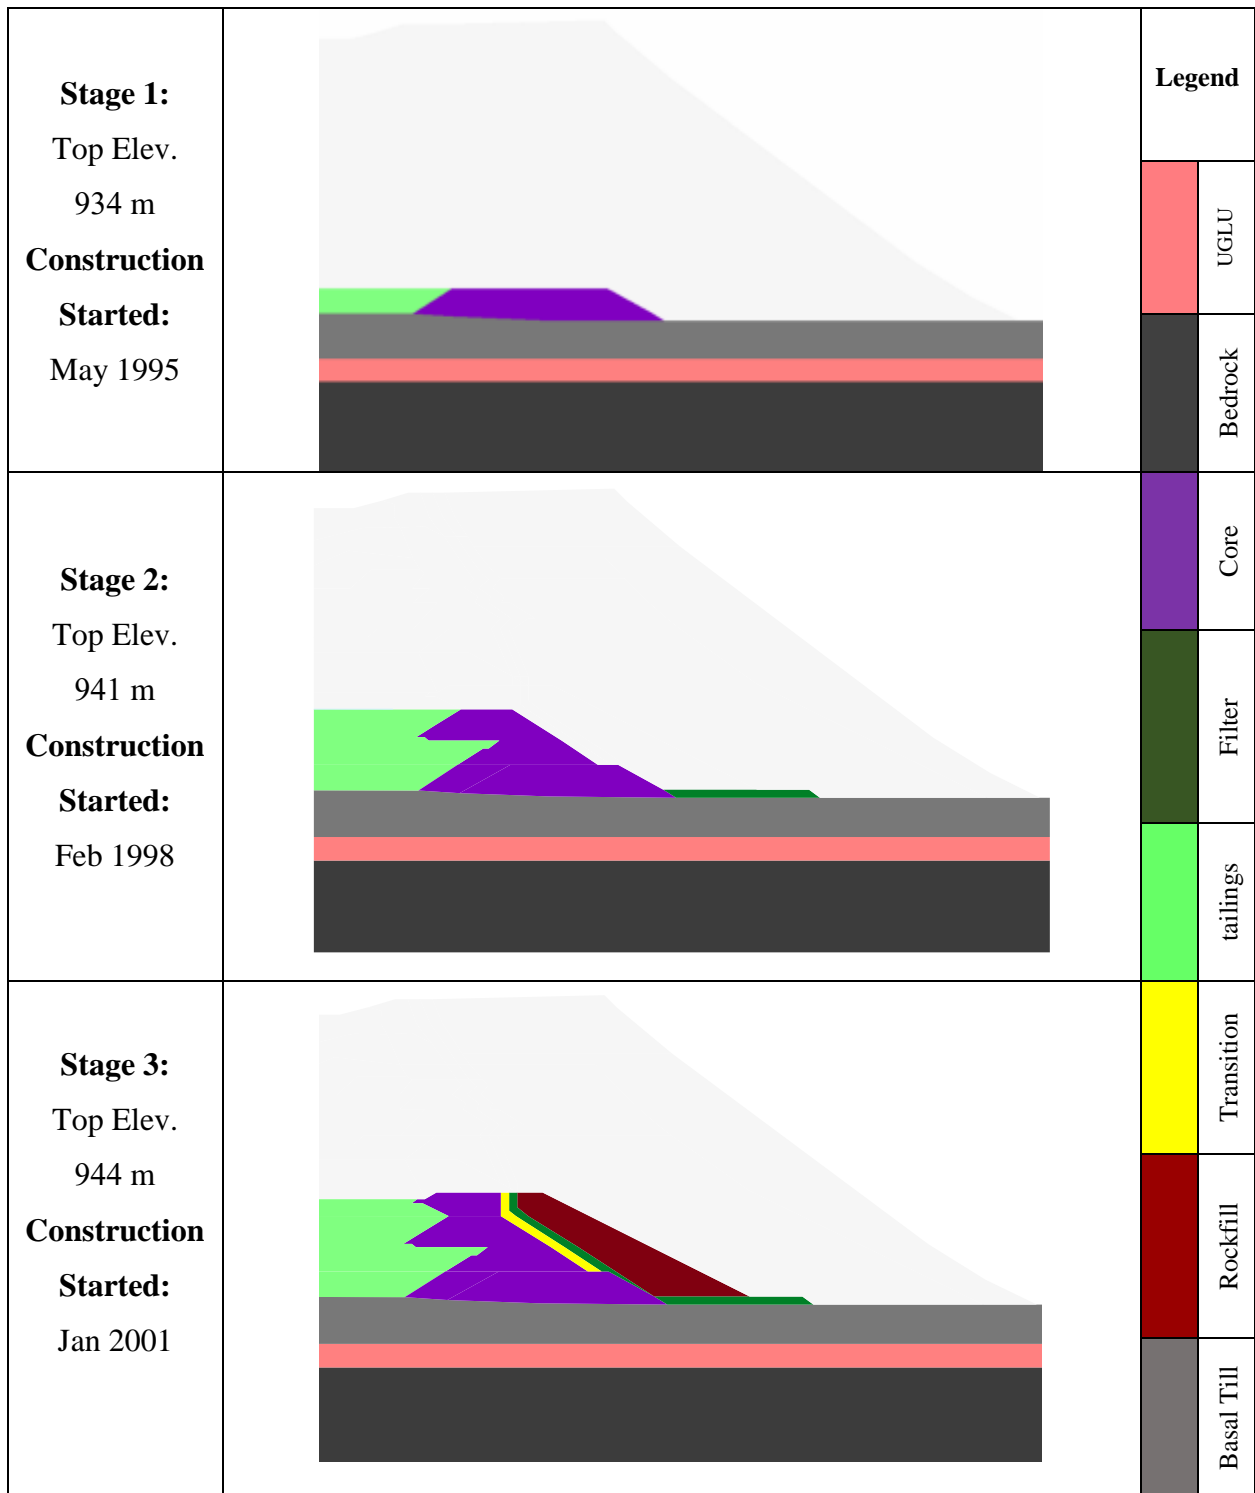 Stage 1:
Top Elev.
934 m
Construction
Started:
May 1995
Stage 2:
Top Elev.
941 m
Construction
Started:
Feb 1998
Stage 3:
Top Elev.
944 m
Construction
Started:
Jan 2001
Legend
UGLU
Bedrock
Core
Filter
tailings
Transition
Rockfill
Basal Till